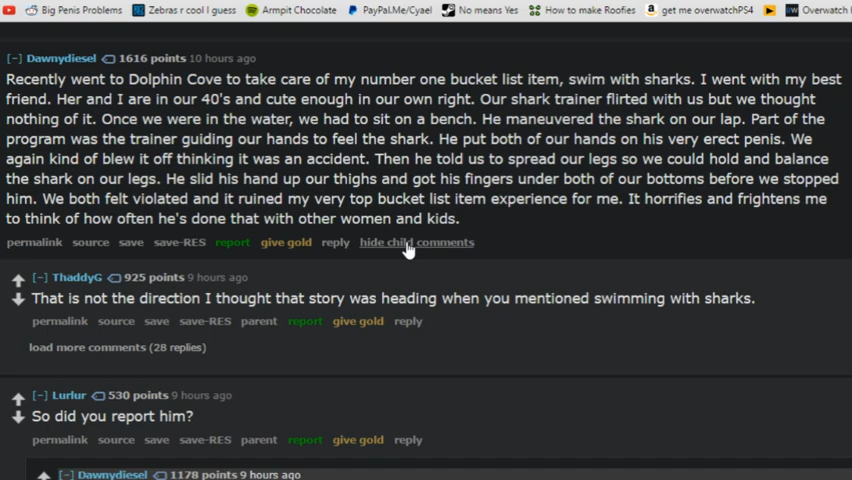 Big Penis Problems Zebras r cool I guess Armpit Chocolate PayPal.Me/Cyael No means Yes How to make Roofies get me overwatchPS4 Overwatch H
[-] Dawnydiesel 1616 points 10 hours ago
Recently went to Dolphin Cove to take care of my number one bucket list item, swim with sharks. I went with my best
friend. Her and I are in our 40's and cute enough in our own right. Our shark trainer flirted with us but we thought
nothing of it. Once we were in the water, we had to sit on a bench. He maneuvered the shark on our lap. Part of the
program was the trainer guiding our hands to feel the shark. He put both of our hands on his very erect penis. We
again kind of blew it off thinking it was an accident. Then he told us to spread our legs so we could hold and balance
the shark on our legs. He slid his hand up our thighs and got his fingers under both of our bottoms before we stopped
him. We both felt violated and it ruined my very top bucket list item experience for me. It horrifies and frightens me
to think of how often he's done that with other women and kids.
permalink source save save-RES report give gold reply hide child comments
[-] ThaddyG 925 points 9 hours ago
That is not the direction I thought that story was heading when you mentioned swimming with sharks.
permalink source save save-RES parent report give gold reply
load more comments (28 replies)
[-] Lurlur 530 points 9 hours ago
So did you report him?
permalink source save save-RES parent report give gold reply
[-] Dawnydiesel 1178 points 9 hours ago